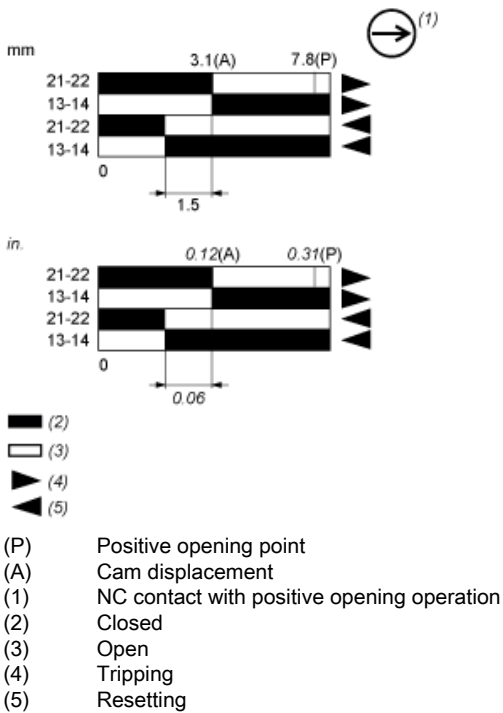 (1)
mm
3.1(A) 7.8(P)
21-22
13-14
21-22
13-14
0
1.5
in.
0.12(A) 0.31(P)
21-22
13-14
21-22
13-14
0
0.06
(2)
(3)
(4)
(5)
(P) Positive opening point
(A) Cam displacement
(1) NC contact with positive opening operation
(2) Closed
(3) Open
(4) Tripping
(5) Resetting